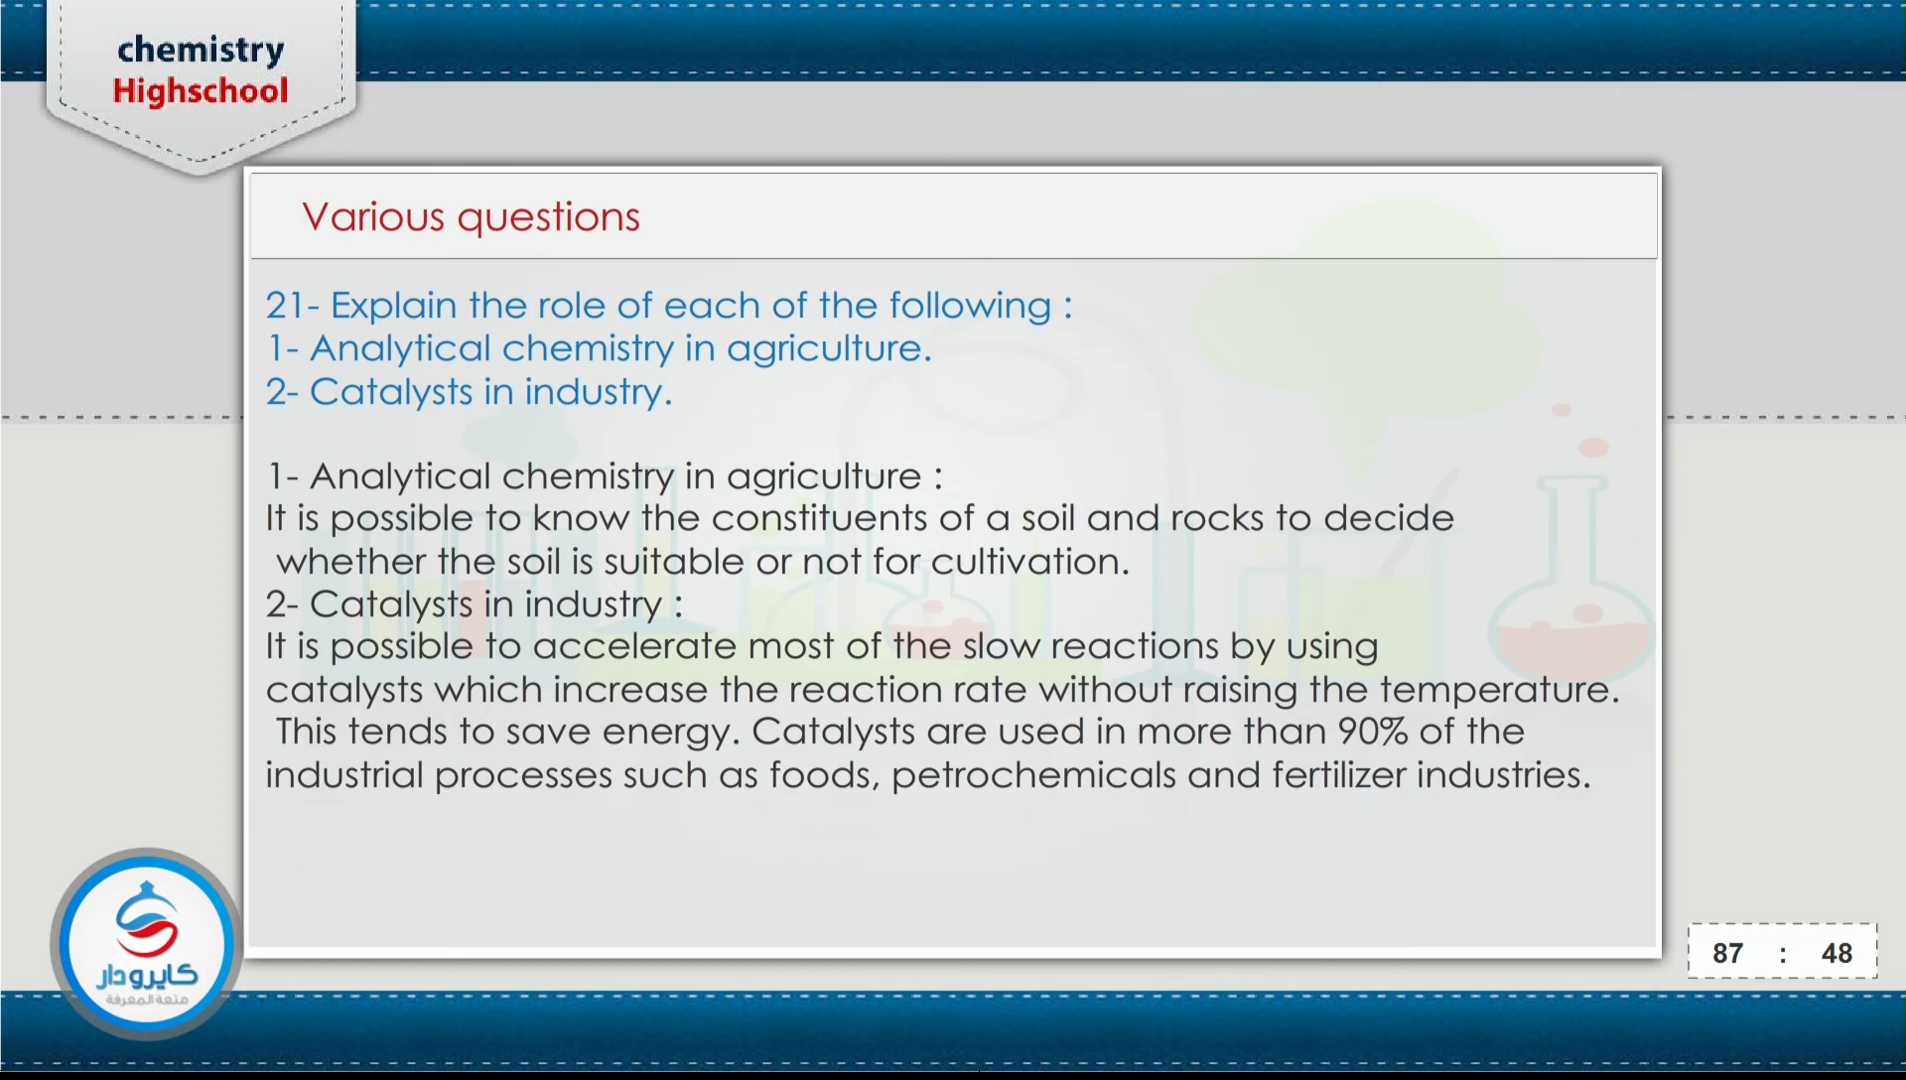 chemistry
Highschool
Various questions
21- Explain the role of each of the following :
1- Analytical chemistry in agriculture.
2- Catalysts in industry.
1- Analytical chemistry in agriculture :
It is possible to know the constituents of a soil and rocks to decide
whether the soil is suitable or not for cultivation.
2- Catalysts in industry :
It is possible to accelerate most of the slow reactions by using
catalysts which increase the reaction rate without raising the temperature.
This tends to save energy. Catalysts are used in more than 90% of the
industrial processes such as foods, petrochemicals and fertilizer industries.
كايرودار
متعة المعرفة
87 : 48